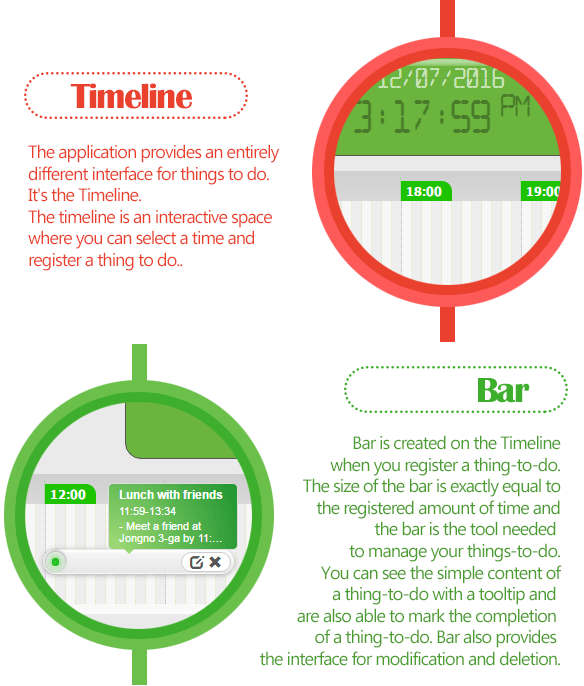 Timeline
The application provides an entirely
different interface for things to do.
It's the Timeline.
The timeline is an interactive space
where you can select a time and
register a thing to do..
12/07/2016
3:17:59 PM
18:00
19:00
Bar
Bar is created on the Timeline
when you register a thing-to-do.
The size of the bar is exactly equal to
the registered amount of time and
the bar is the tool needed
to manage your things-to-do.
You can see the simple content of
a thing-to-do with a tooltip and
are also able to mark the completion
of a thing-to-do. Bar also provides
the interface for modification and deletion.
12:00
Lunch with friends
11:59-13:34
- Meet a friend at
Jongno 3-ga by 11:...